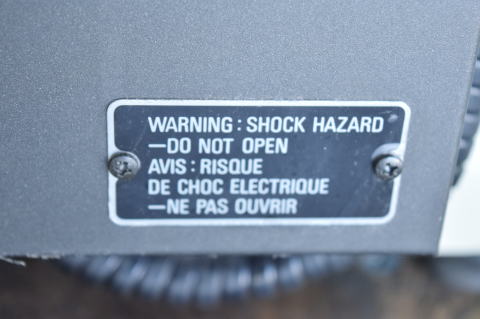 WARNING: SHOCK HAZARD
—DO NOT OPEN
AVIS: RISQUE
DE CHOC ELECTRIQUE
—NE PAS OUVRIR